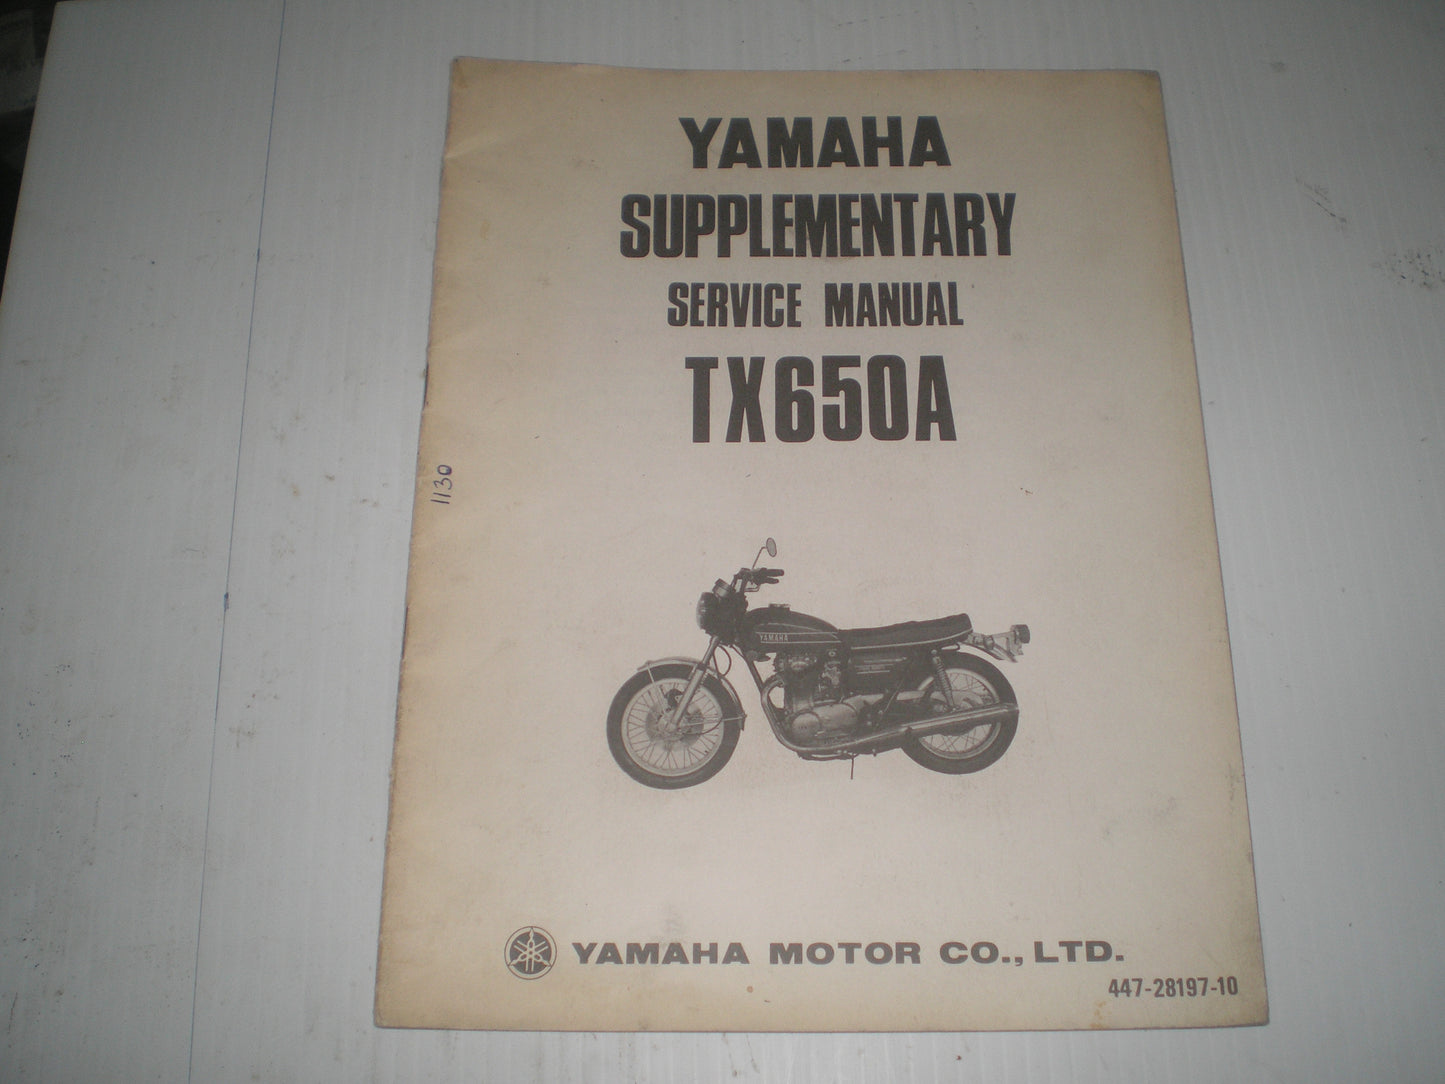 YAMAHA
SUPPLEMENTARY
SERVICE MANUAL
TX650A
1130
YAMAHA
YAMAHA MOTOR CO., LTD.
447-28197-10